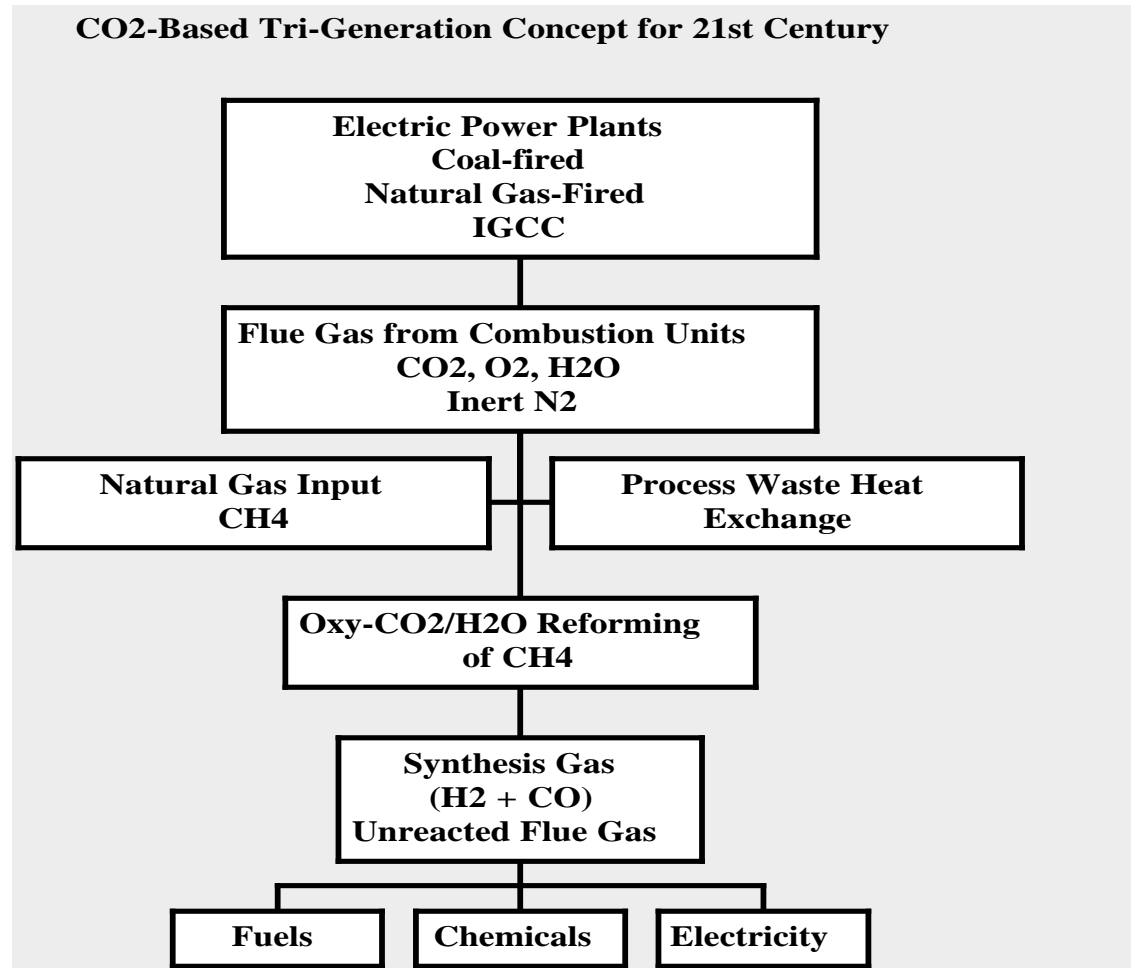 CO2-Based Tri-Generation Concept for 21st Century
Electric Power Plants
Coal-fired
Natural Gas-Fired
IGCC
Flue Gas from Combustion Units
CO2, O2, H2O
Inert N2
Natural Gas Input
CH4
Process Waste Heat
Exchange
Oxy-CO2/H2O Reforming
of CH4
Synthesis Gas
(H2 + CO)
Unreacted Flue Gas
Fuels
Chemicals
Electricity